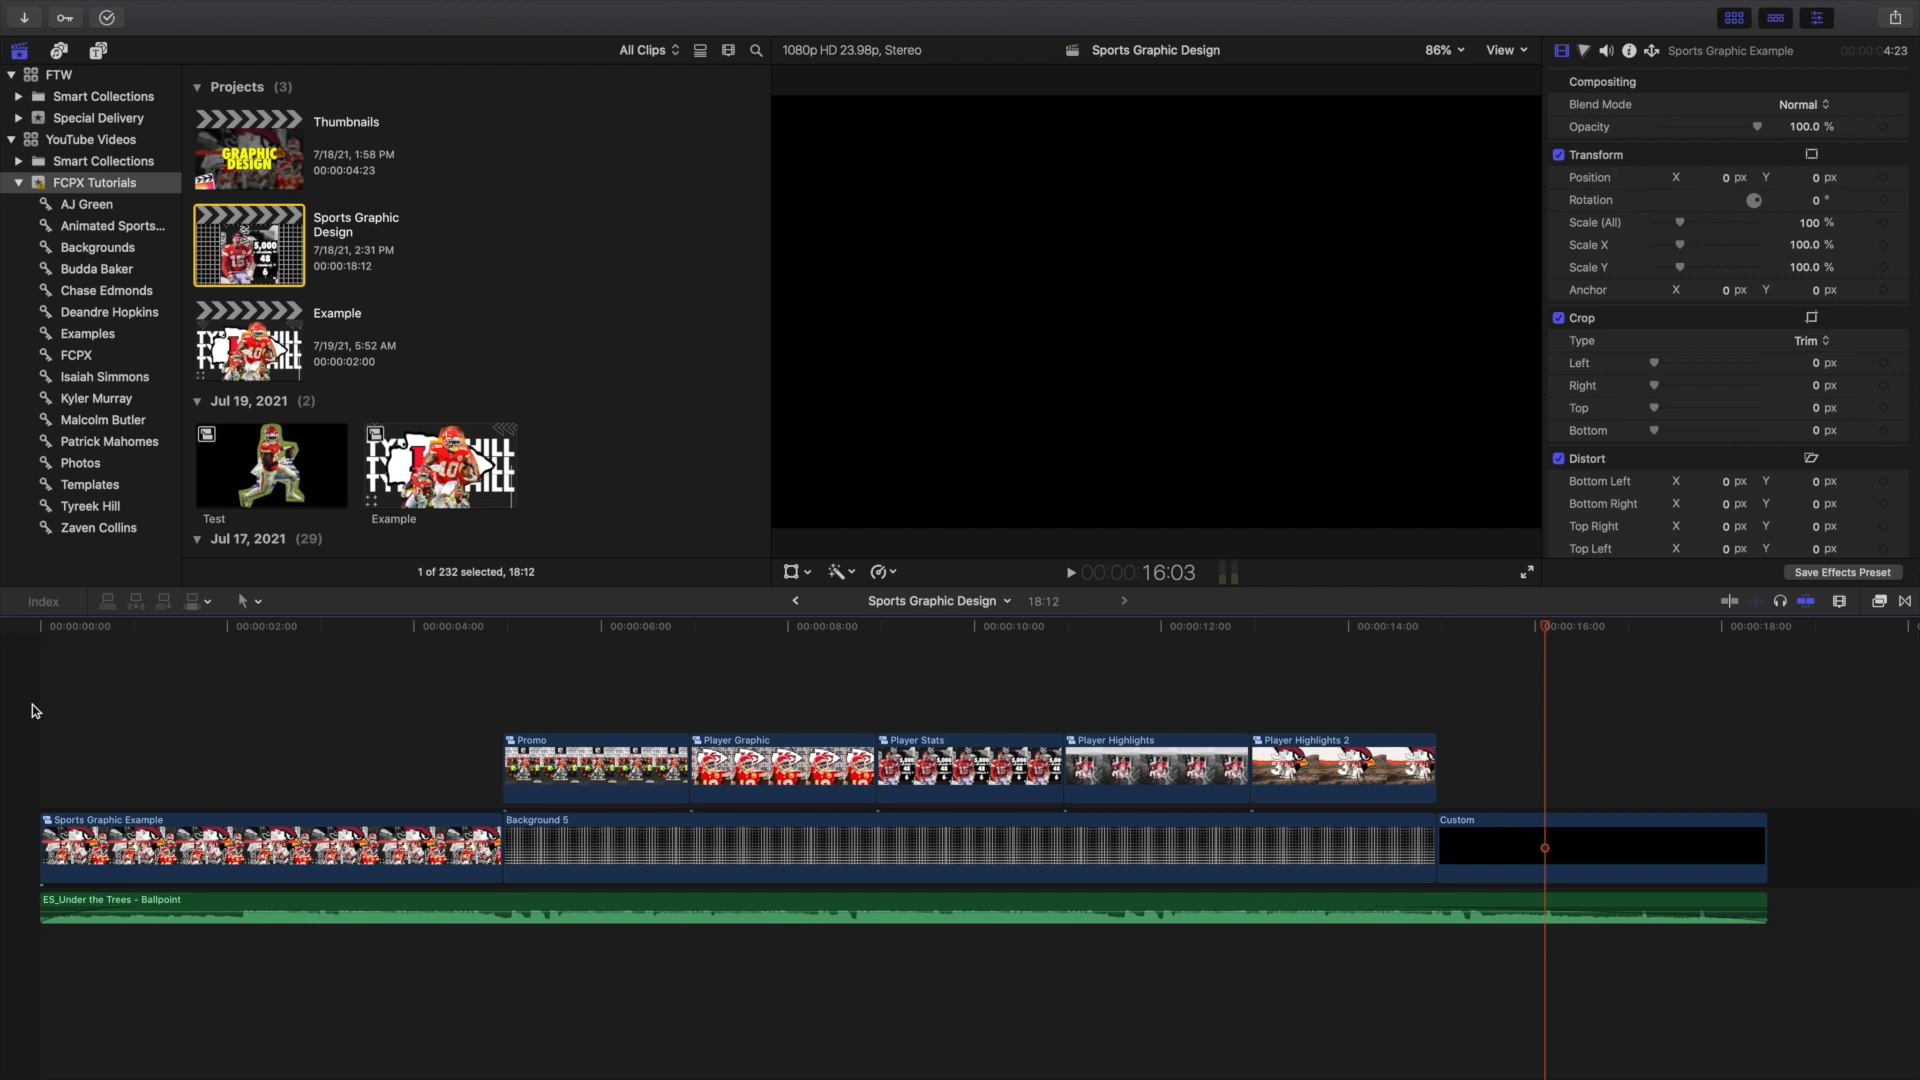 All Clips
1080p HD 23.98p, Stereo
Sports Graphic Design
86%
View
Sports Graphic Example
00:00:04:23
FTW
Smart Collections
Special Delivery
YouTube Videos
Smart Collections
FCPX Tutorials
AJ Green
Animated Sports...
Backgrounds
Budda Baker
Chase Edmonds
Deandre Hopkins
Examples
FCPX
Isaiah Simmons
Kyler Murray
Malcolm Butler
Patrick Mahomes
Photos
Templates
Tyreek Hill
Zaven Collins
Projects (3)
GRAPHIC
DESIGN
Thumbnails
7/18/21, 1:58 PM
00:00:04:23
5,000
48
6
Sports Graphic
Design
7/18/21, 2:31 PM
00:00:18:12
Example
7/19/21, 5:52 AM
00:00:02:00
Jul 19, 2021 (2)
Test
Example
Jul 17, 2021 (29)
1 of 232 selected, 18:12
00:00:16:03
Compositing
Blend Mode Normal
Opacity 100.0 %
Transform
Position X 0 px Y 0 px
Rotation 0 °
Scale (All) 100 %
Scale X 100.0 %
Scale Y 100.0 %
Anchor X 0 px Y 0 px
Crop
Type Trim
Left 0 px
Right 0 px
Top 0 px
Bottom 0 px
Distort
Bottom Left X 0 px Y 0 px
Bottom Right X 0 px Y 0 px
Top Right X 0 px Y 0 px
Top Left X 0 px Y 0 px
Save Effects Preset
Index
Sports Graphic Design
18:12
00:00:00:00
00:00:02:00
00:00:04:00
00:00:06:00
00:00:08:00
00:00:10:00
00:00:12:00
00:00:14:00
00:00:16:00
00:00:18:00
Promo
Player Graphic
Player Stats
Player Highlights
Player Highlights 2
Sports Graphic Example
Background 5
Custom
ES_Under the Trees - Ballpoint